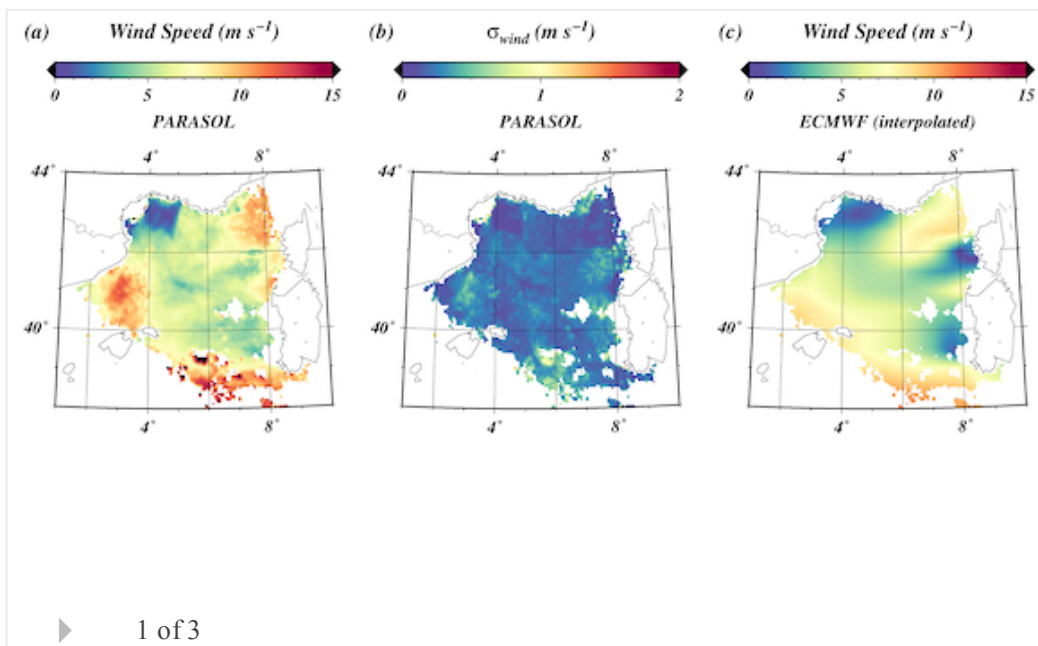 (a) Wind Speed (m s⁻¹)
0 5 10 15
PARASOL
4° 8°
44°
40°
4° 8°
(b) σwind (m s⁻¹)
0 1 2
PARASOL
4° 8°
44°
40°
4° 8°
(c) Wind Speed (m s⁻¹)
0 5 10 15
ECMWF (interpolated)
4° 8°
44°
40°
4° 8°
1 of 3